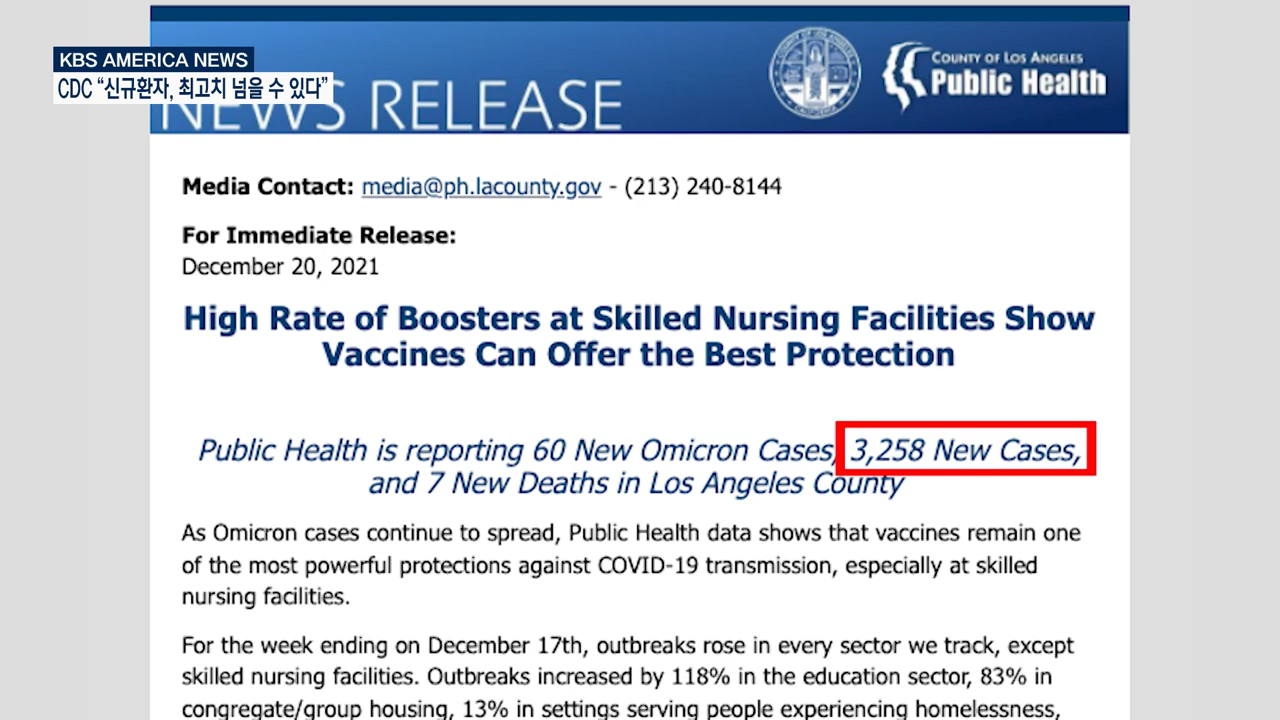 KBS AMERICA NEWS
CDC “신규환자, 최고치 넘을 수 있다”
NEWS RELEASE
COUNTY OF LOS ANGELES
Public Health
Media Contact: media@ph.lacounty.gov - (213) 240-8144
For Immediate Release:
December 20, 2021
High Rate of Boosters at Skilled Nursing Facilities Show
Vaccines Can Offer the Best Protection
Public Health is reporting 60 New Omicron Cases, 3,258 New Cases,
and 7 New Deaths in Los Angeles County
As Omicron cases continue to spread, Public Health data shows that vaccines remain one
of the most powerful protections against COVID-19 transmission, especially at skilled
nursing facilities.
For the week ending on December 17th, outbreaks rose in every sector we track, except
skilled nursing facilities. Outbreaks increased by 118% in the education sector, 83% in
congregate/group housing, 13% in settings serving people experiencing homelessness,